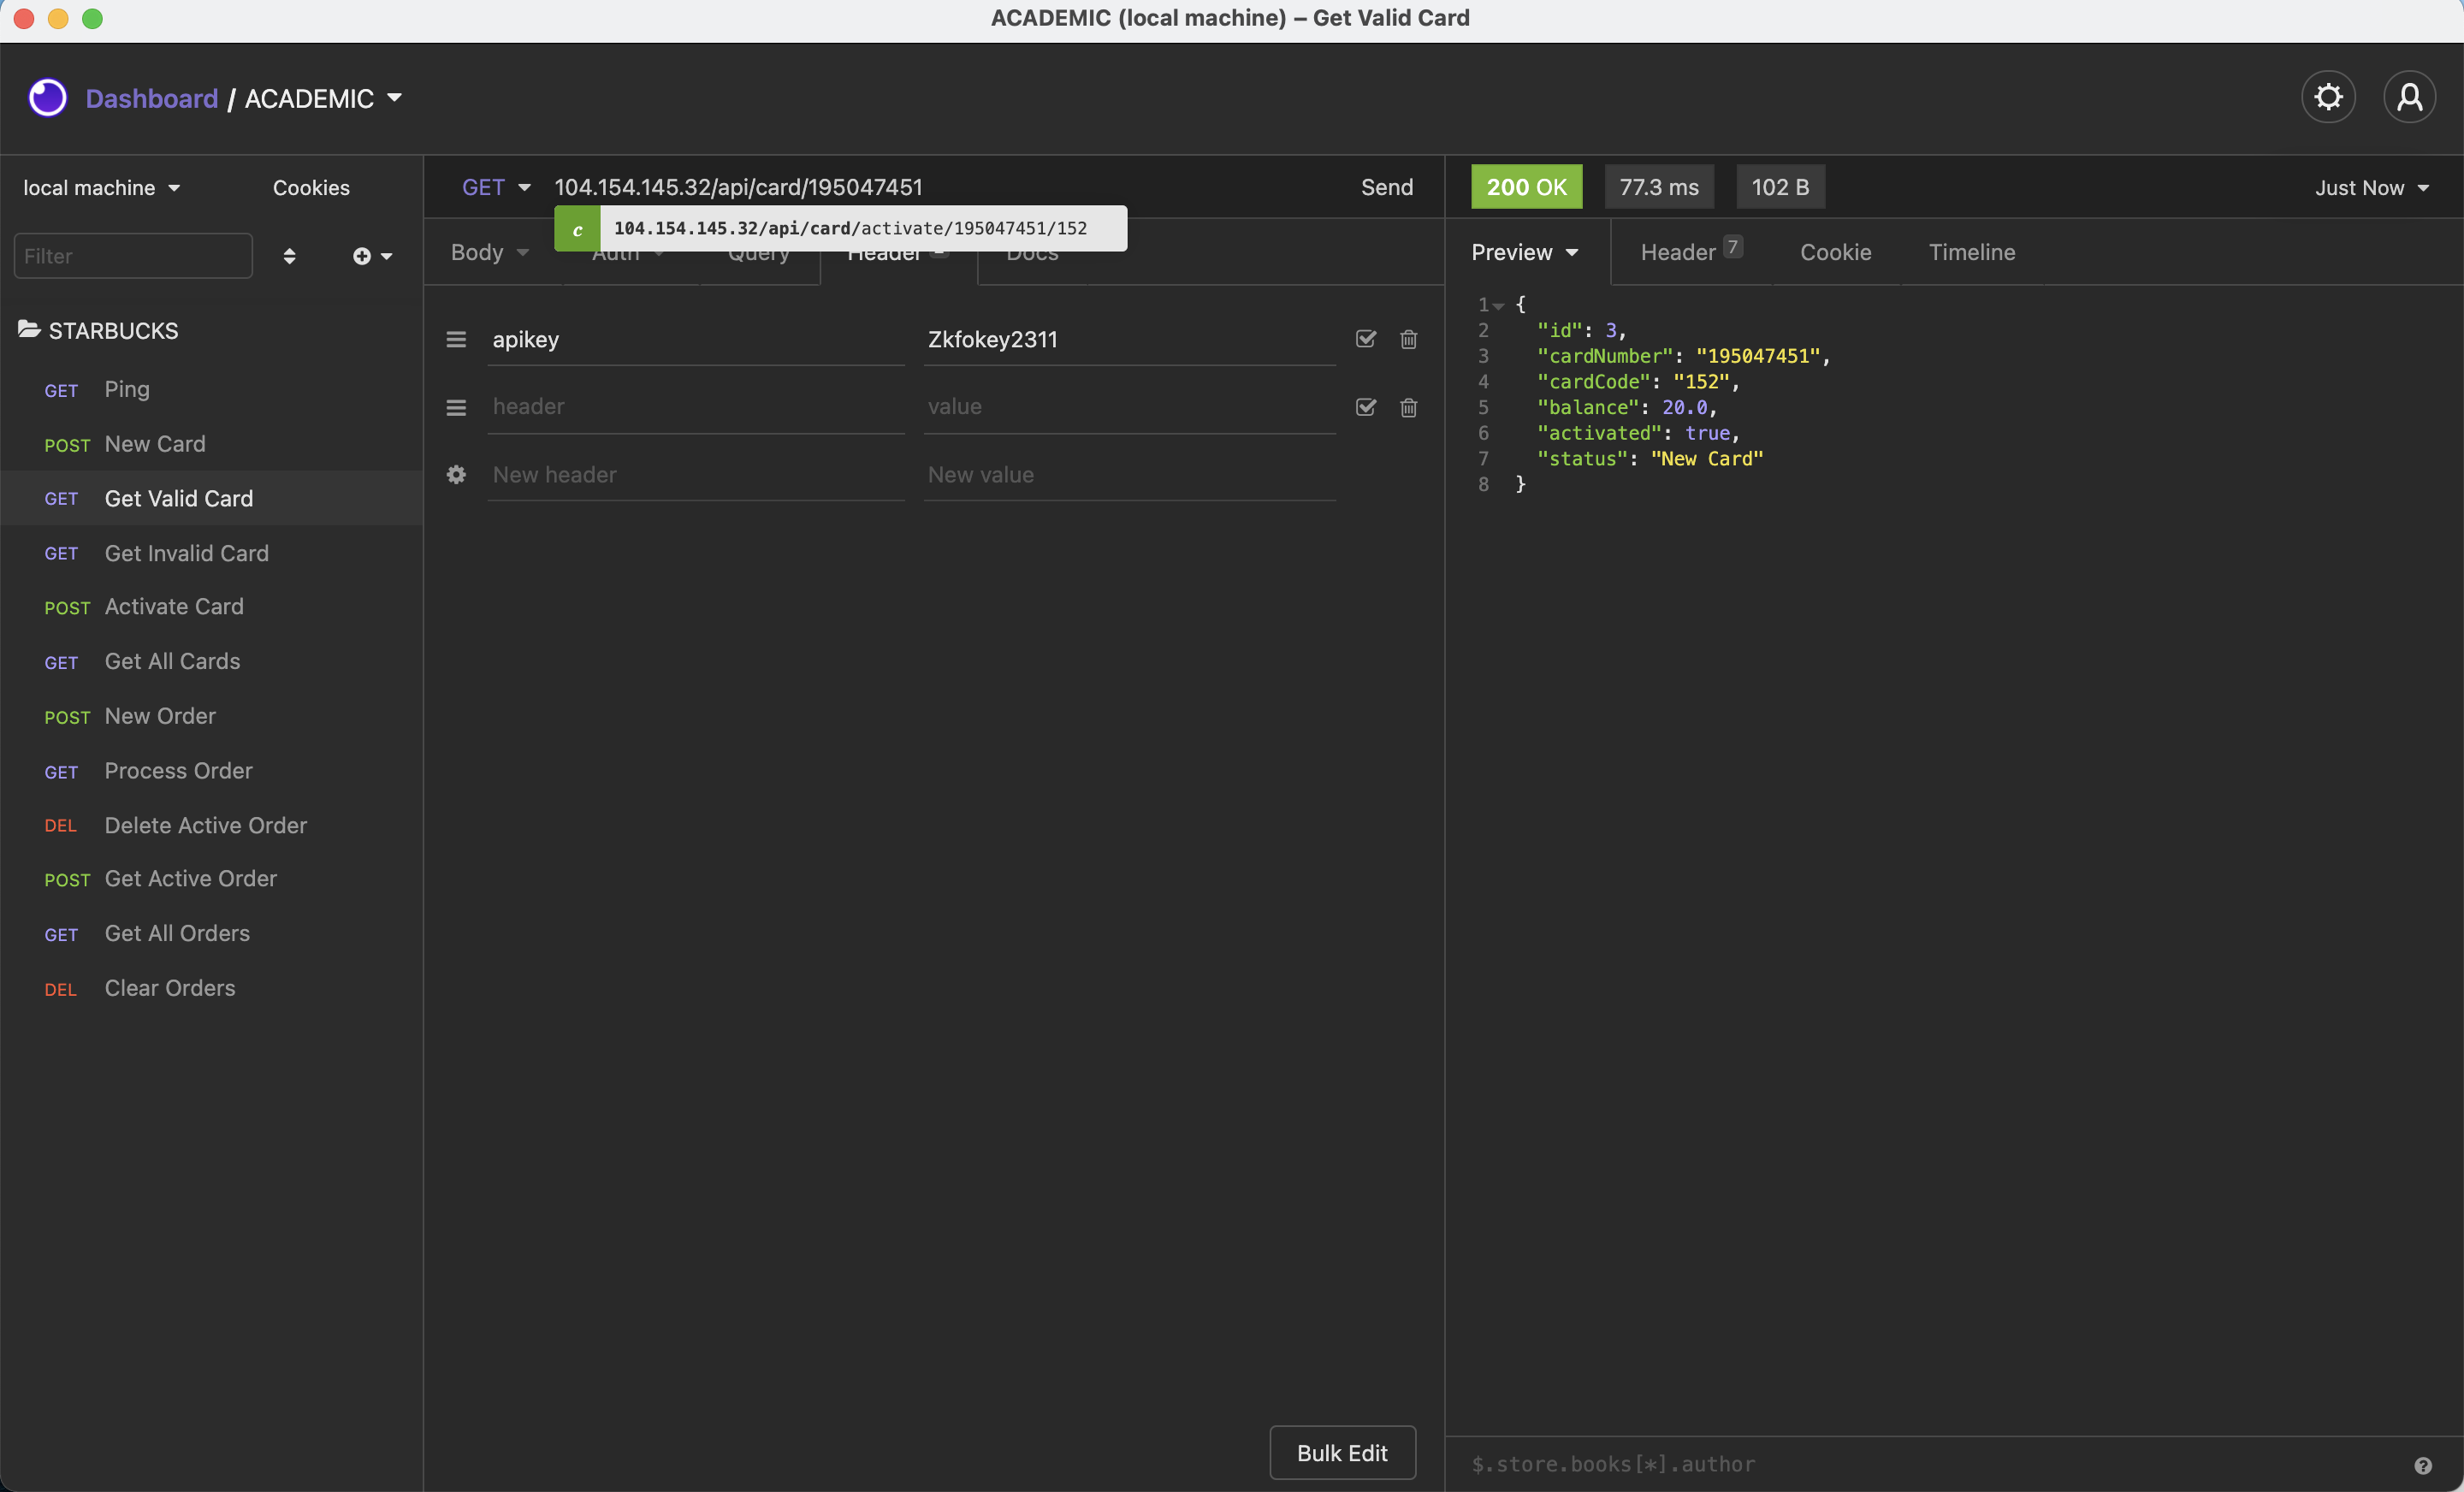 ACADEMIC (local machine) – Get Valid Card
Dashboard / ACADEMIC
local machine Cookies
GET 104.154.145.32/api/card/195047451 Send
200 OK 77.3 ms 102 B Just Now
c 104.154.145.32/api/card/activate/195047451/152
Filter
Body Auth Query Header Docs
Preview Header 7 Cookie Timeline
STARBUCKS
GET Ping
POST New Card
GET Get Valid Card
GET Get Invalid Card
POST Activate Card
GET Get All Cards
POST New Order
GET Process Order
DEL Delete Active Order
POST Get Active Order
GET Get All Orders
DEL Clear Orders
apikey Zkfokey2311
header value
New header New value
Bulk Edit
1 {
2 "id": 3,
3 "cardNumber": "195047451",
4 "cardCode": "152",
5 "balance": 20.0,
6 "activated": true,
7 "status": "New Card"
8 }
$.store.books[*].author